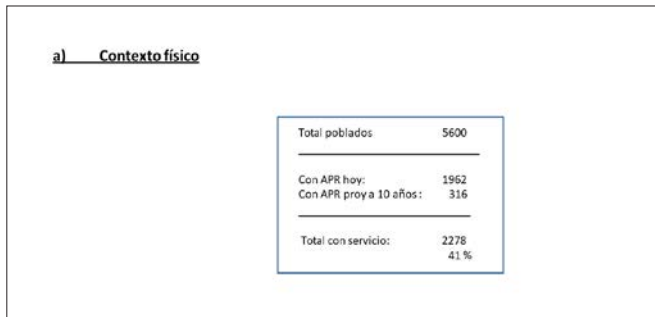 a) Contexto físico
Total poblados 5600
Con APR hoy: 1962
Con APR proy a 10 años: 316
Total con servicio: 2278
41 %